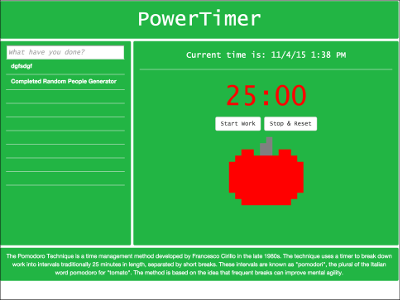 PowerTimer
What have you done?
dgfsdgf
Completed Random People Generator
Current time is: 11/4/15 1:38 PM
25:00
Start Work
Stop & Reset
The Pomodoro Technique is a time management method developed by Francesco Cirillo in the late 1980s. The technique uses a timer to break down
work into intervals traditionally 25 minutes in length, separated by short breaks. These intervals are known as "pomodori", the plural of the Italian
word pomodoro for "tomato". The method is based on the idea that frequent breaks can improve mental agility.